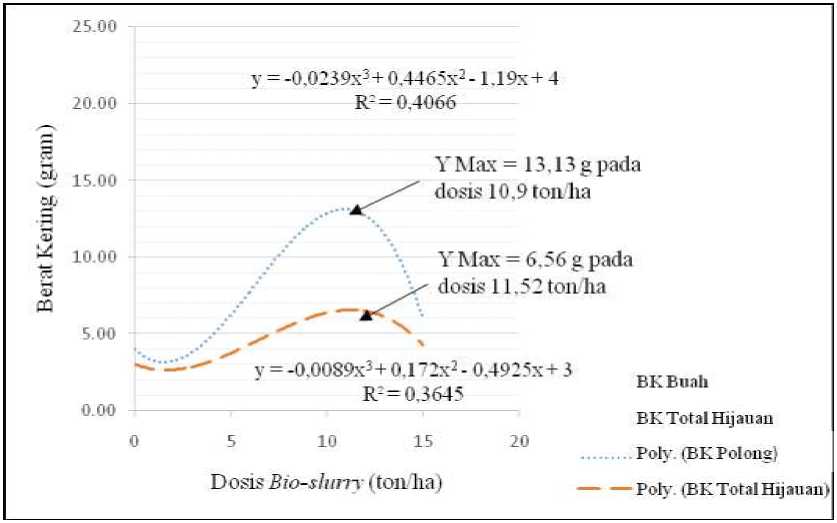 25.00
20.00
15.00
10.00
5.00
0.00
Berat Kering (gram)
y = -0,0239x³ + 0,4465x² - 1,19x + 4
R² = 0,4066
Y Max = 13,13 g pada
dosis 10,9 ton/ha
Y Max = 6,56 g pada
dosis 11,52 ton/ha
y = -0,0089x³ + 0,172x² - 0,4925x + 3
R² = 0,3645
0 5 10 15 20
Dosis Bio-slurry (ton/ha)
BK Buah
BK Total Hijauan
Poly. (BK Polong)
Poly. (BK Total Hijauan)